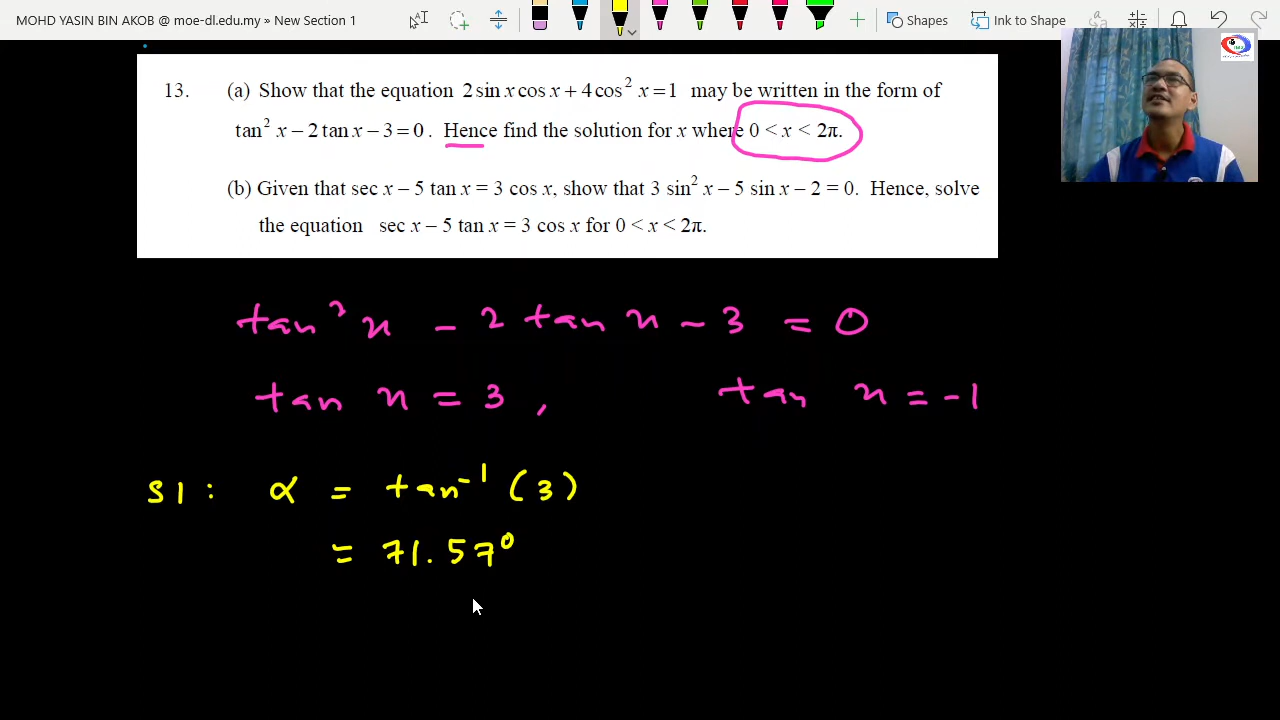 MOHD YASIN BIN AKOB @ moe-dl.edu.my » New Section 1
Shapes
Ink to Shape
13. (a) Show that the equation 2 sin x cos x + 4 cos² x = 1 may be written in the form of
tan² x − 2 tan x − 3 = 0 . Hence find the solution for x where 0 < x < 2π.
(b) Given that sec x − 5 tan x = 3 cos x, show that 3 sin² x − 5 sin x − 2 = 0. Hence, solve
the equation sec x − 5 tan x = 3 cos x for 0 < x < 2π.
tan² x − 2 tan x − 3 = 0
tan x = 3 , tan x = −1
S1 : α = tan⁻¹ (3)
= 71.57⁰